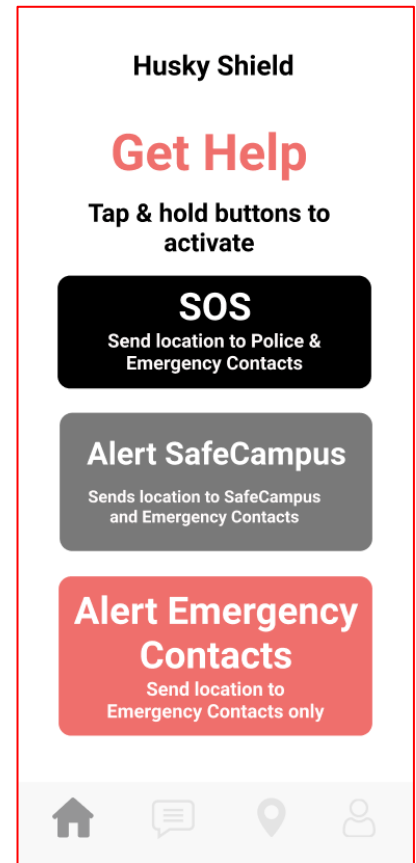 Husky Shield
Get Help
Tap & hold buttons to
activate
SOS
Send location to Police &
Emergency Contacts
Alert SafeCampus
Sends location to SafeCampus
and Emergency Contacts
Alert Emergency
Contacts
Send location to
Emergency Contacts only